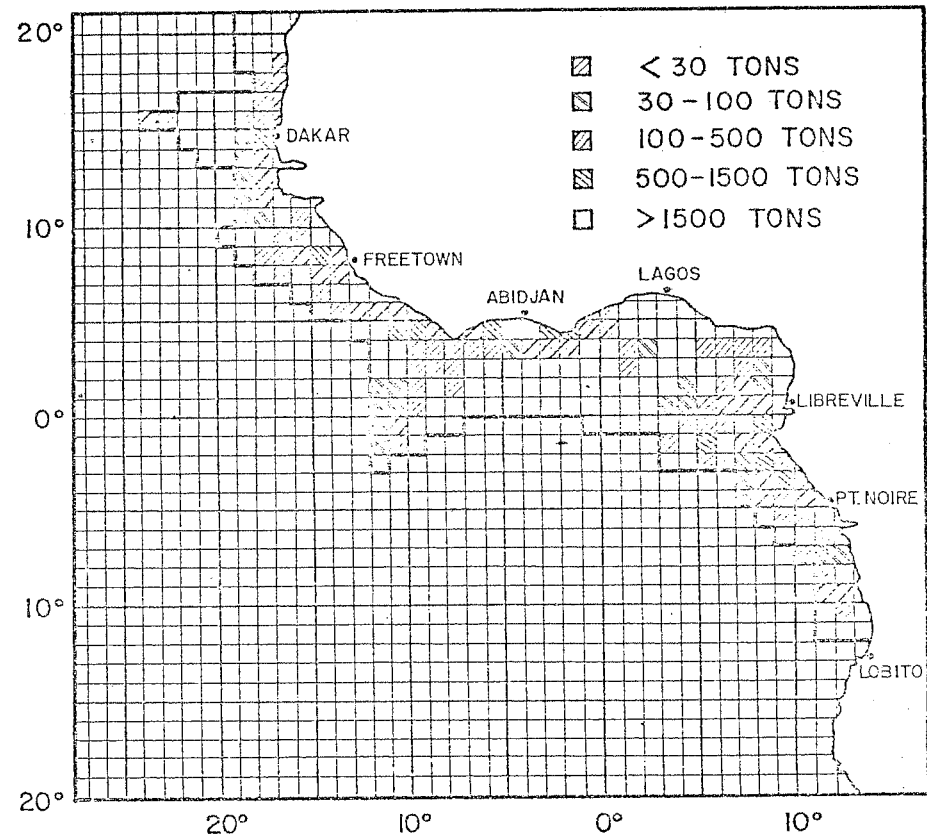 20°
10°
0°
10°
20°
20°
10°
0°
10°
< 30 TONS
30-100 TONS
100-500 TONS
500-1500 TONS
>1500 TONS
DAKAR
FREETOWN
ABIDJAN
LAGOS
LIBREVILLE
PT. NOIRE
LOBITO